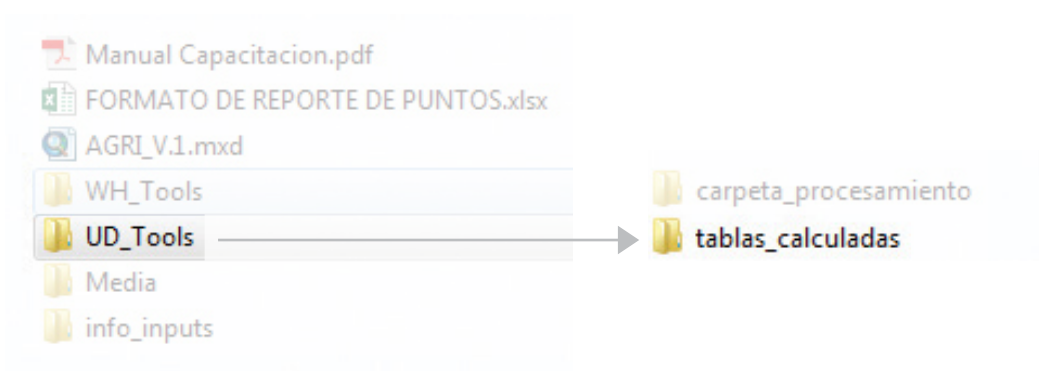 Manual Capacitacion.pdf
FORMATO DE REPORTE DE PUNTOS.xlsx
AGRI_V.1.mxd
WH_Tools
carpeta_procesamiento
UD_Tools
tablas_calculadas
Media
info_inputs